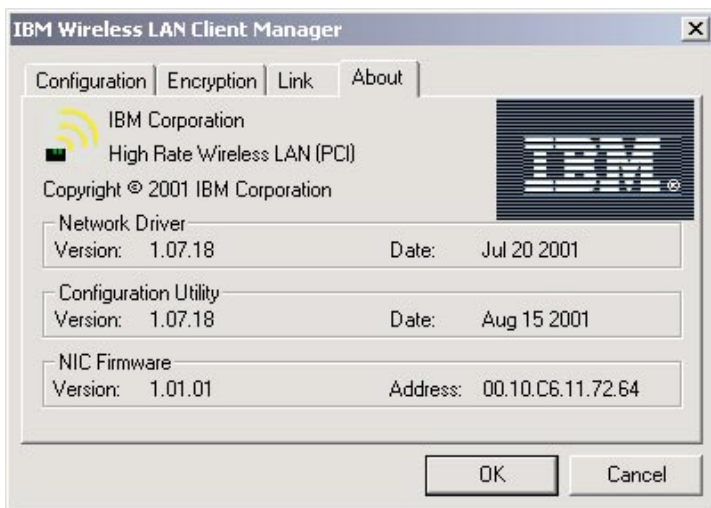 IBM Wireless LAN Client Manager
Configuration Encryption Link About
IBM Corporation
High Rate Wireless LAN (PCI)
Copyright © 2001 IBM Corporation
IBM®
Network Driver
Version: 1.07.18 Date: Jul 20 2001
Configuration Utility
Version: 1.07.18 Date: Aug 15 2001
NIC Firmware
Version: 1.01.01 Address: 00.10.C6.11.72.64
OK Cancel